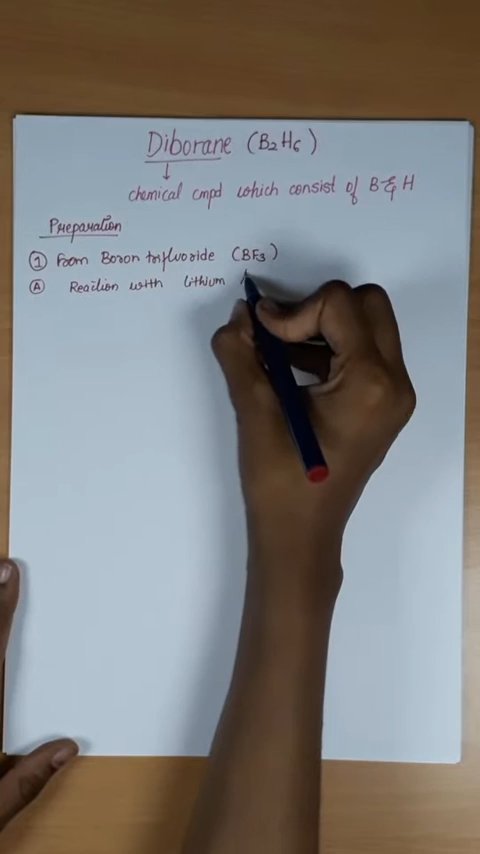 Diborane (B2H6)
↓
chemical cmpd which consist of B & H
Preparation
① From Boron trifluoride (BF3)
Ⓐ Reaction with lithium